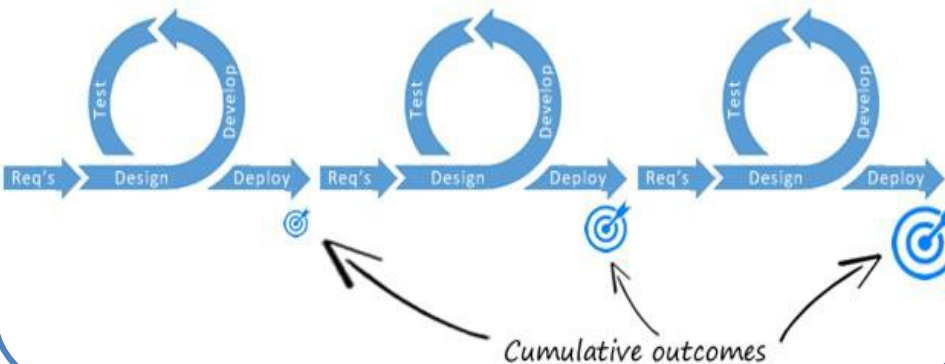 Test
Develop
Req's
Design
Deploy
Test
Develop
Req's
Design
Deploy
Test
Develop
Req's
Design
Deploy
Cumulative outcomes